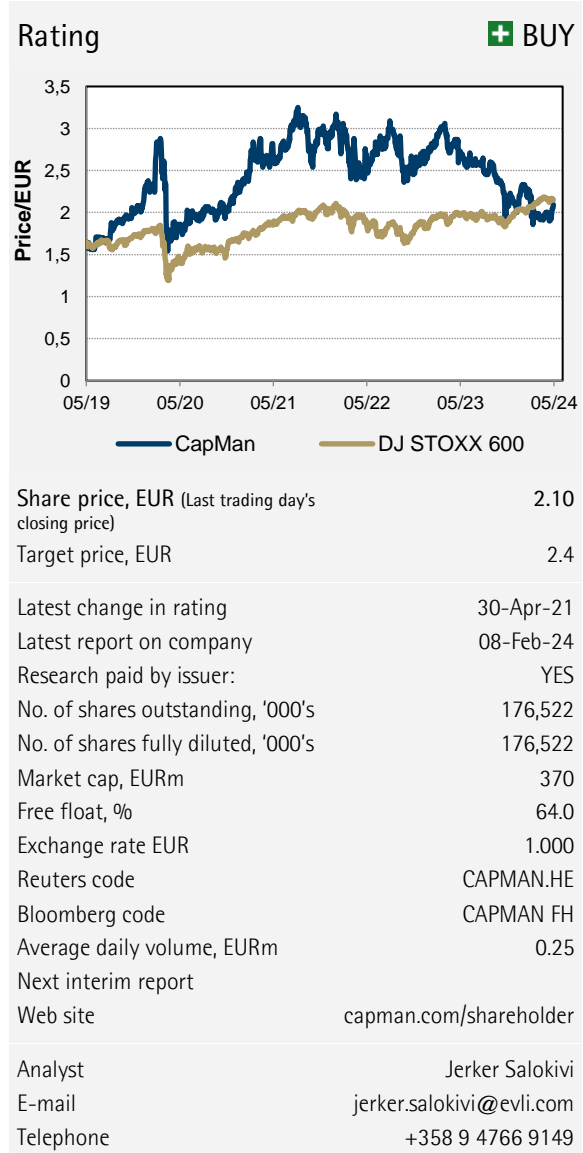 Rating
BUY
3,5
3
2,5
2
1,5
1
0,5
0
Price/EUR
05/19 05/20 05/21 05/22 05/23 05/24
CapMan DJ STOXX 600
Share price, EUR (Last trading day's
closing price) 2.10
Target price, EUR 2.4
Latest change in rating 30-Apr-21
Latest report on company 08-Feb-24
Research paid by issuer: YES
No. of shares outstanding, '000's 176,522
No. of shares fully diluted, '000's 176,522
Market cap, EURm 370
Free float, % 64.0
Exchange rate EUR 1.000
Reuters code CAPMAN.HE
Bloomberg code CAPMAN FH
Average daily volume, EURm 0.25
Next interim report
Web site capman.com/shareholder
Analyst Jerker Salokivi
E-mail jerker.salokivi@evli.com
Telephone +358 9 4766 9149